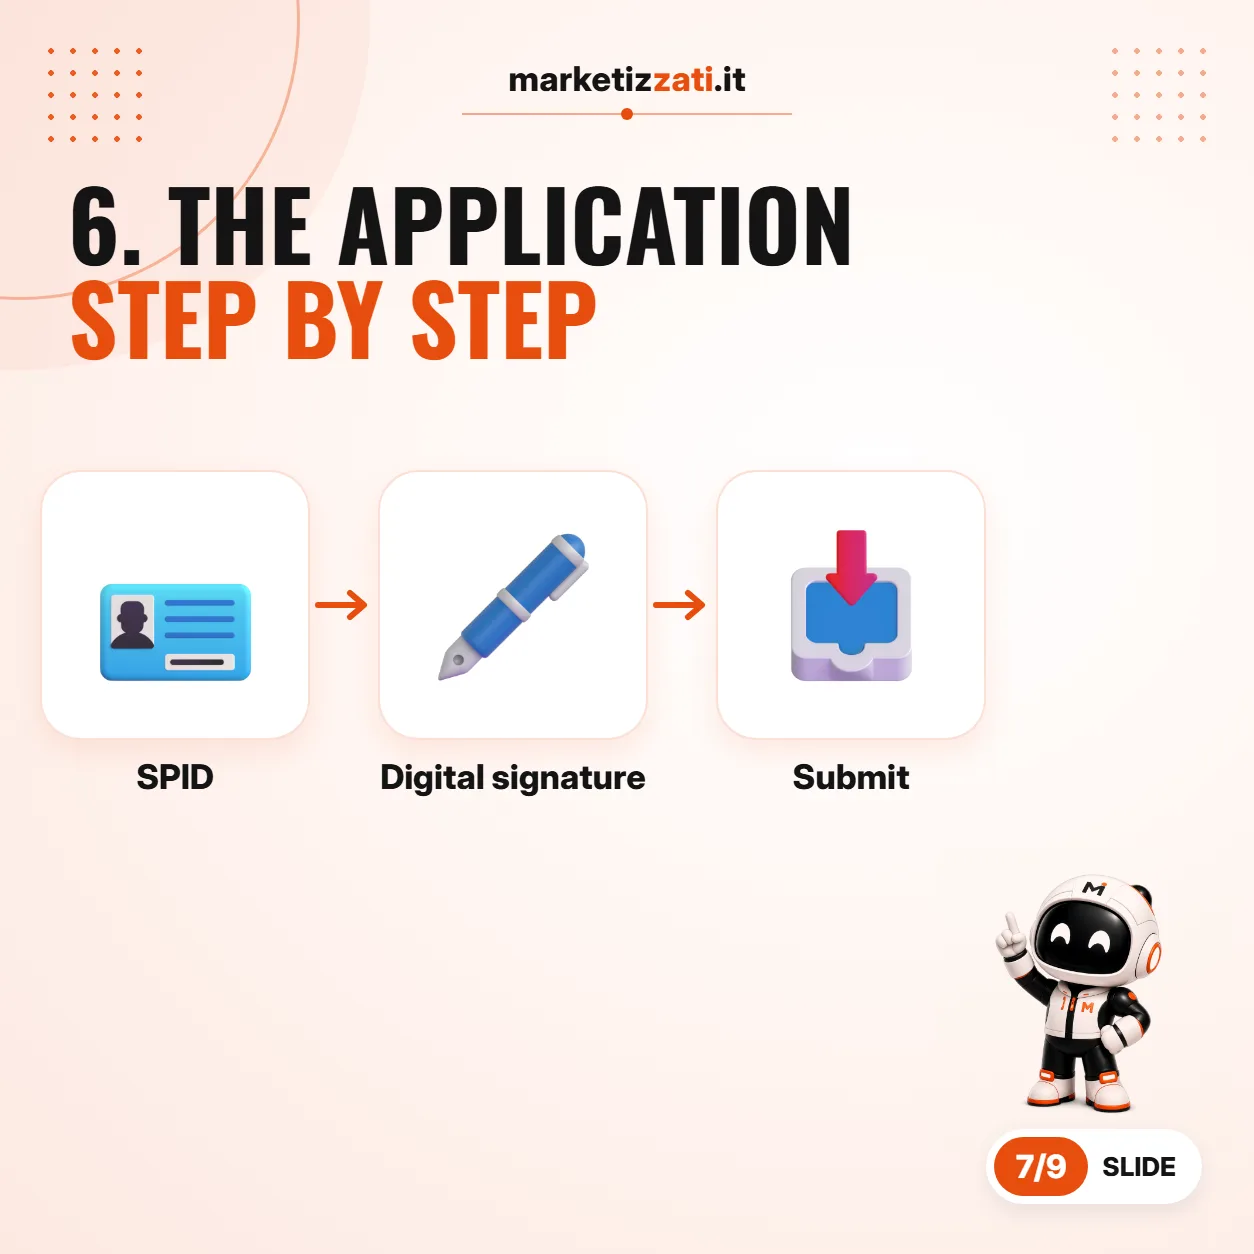 marketizzati.it
6. THE APPLICATION
STEP BY STEP
SPID
Digital signature
Submit
M
M
7/9 SLIDE